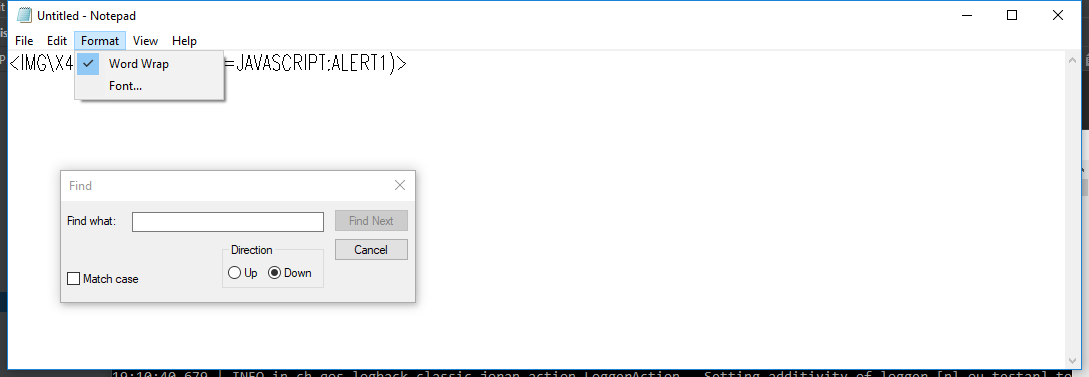 Untitled - Notepad
File Edit Format View Help
<IMG\X4 =JAVASCRIPT:ALERT1)>
Word Wrap
Font...
Find
Find what: Find Next
Cancel
Direction
Up Down
Match case
19:10:40,679 | INFO in ch.qos.logback.classic.joran.action.LoggerAction - Setting additivity of logger [nl.ou.testar] to